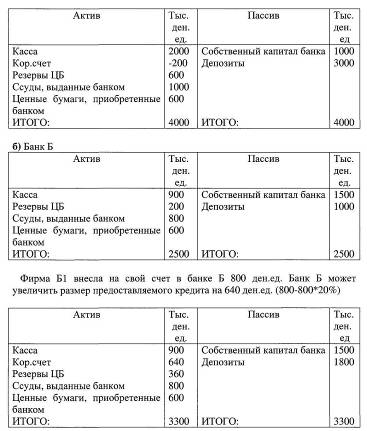 Актив Тыс. ден. ед. Пассив Тыс. ден. ед
Касса 2000 Собственный капитал банка 1000
Кор.счет -200 Депозиты 3000
Резервы ЦБ 600
Ссуды, выданные банком 1000
Ценные бумаги, приобретенные банком 600
ИТОГО: 4000 ИТОГО: 4000
б) Банк Б
Актив Тыс. ден. ед. Пассив Тыс. ден. ед.
Касса 900 Собственный капитал банка 1500
Резервы ЦБ 200 Депозиты 1000
Ссуды, выданные банком 800
Ценные бумаги, приобретенные банком 600
ИТОГО: 2500 ИТОГО: 2500
Фирма Б1 внесла на свой счет в банке Б 800 ден.ед. Банк Б может
увеличить размер предоставляемого кредита на 640 ден.ед. (800-800*20%)
Актив Тыс. ден. ед. Пассив Тыс. ден. ед.
Касса 900 Собственный капитал банка 1500
Кор.счет 640 Депозиты 1800
Резервы ЦБ 360
Ссуды, выданные банком 800
Ценные бумаги, приобретенные банком 600
ИТОГО: 3300 ИТОГО: 3300